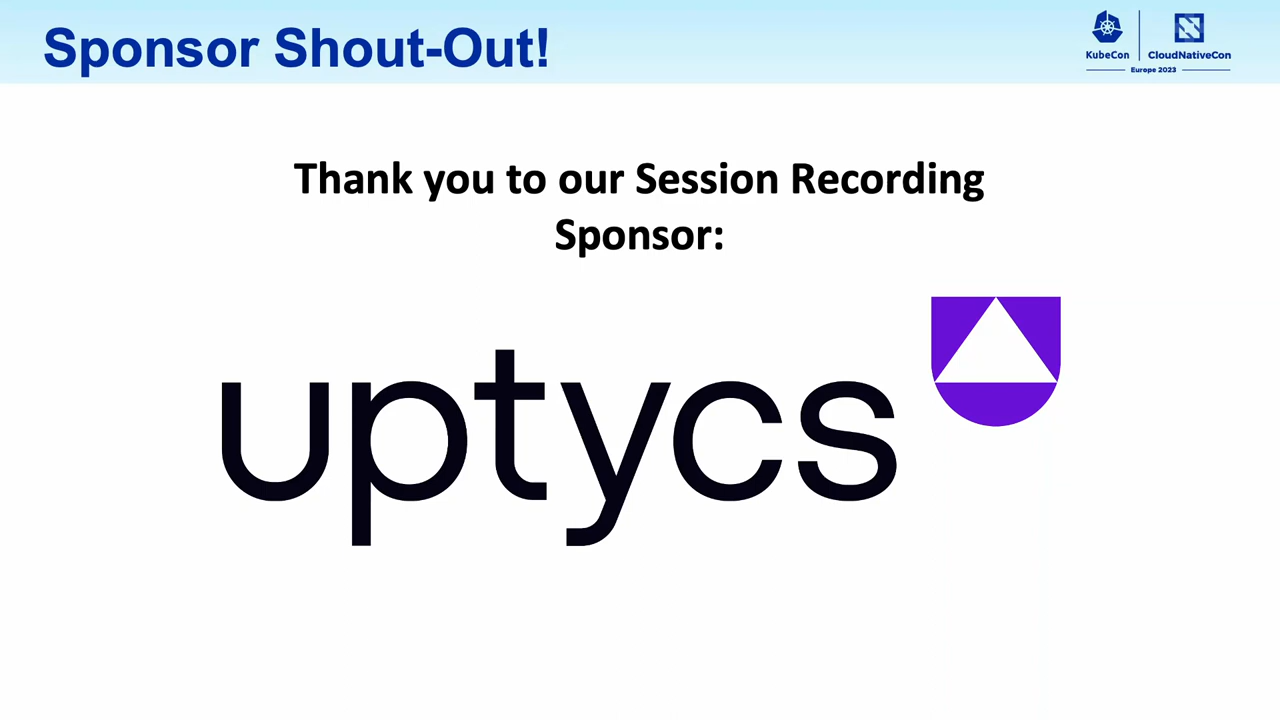 Sponsor Shout-Out!
KubeCon
CloudNativeCon
Europe 2023
Thank you to our Session Recording
Sponsor:
uptycs